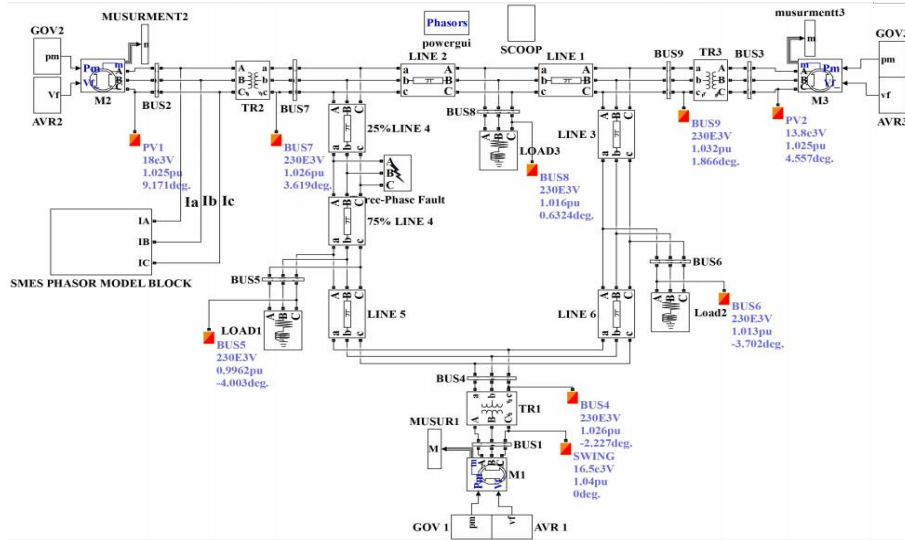 GOV2
MUSURMENT2
Phasors
powergui
SCOOP
musurmentt3
GOV3
pm
Pm
m
n
LINE 2
LINE 1
BUS9
TR3
BUS3
m
pm
Vf
AVR2
Vf
M2
BUS2
TR2
BUS7
BUS8
M3
vf
AVR3
PV1
18e3V
1.025pu
9.171deg.
BUS7
230E3V
1.026pu
3.619deg.
25%LINE 4
LOAD3
BUS8
230E3V
1.016pu
0.6324deg.
LINE 3
BUS9
230E3V
1.032pu
1.866deg.
PV2
13.8e3V
1.025pu
4.557deg.
A
B
C
ree-Phase Fault
Ia Ib Ic
75% LINE 4
IA
IB
IC
SMES PHASOR MODEL BLOCK
BUS5
BUS6
LOAD1
BUS5
230E3V
0.9962pu
-4.003deg.
LINE 5
LINE 6
Load2
BUS6
230E3V
1.013pu
-3.702deg.
BUS4
TR1
BUS4
230E3V
1.026pu
-2.227deg.
MUSUR1
M
BUS1
SWING
16.5e3V
1.04pu
0deg.
m
A B C
Pm
Vf
M1
GOV 1
pm
vf
AVR 1